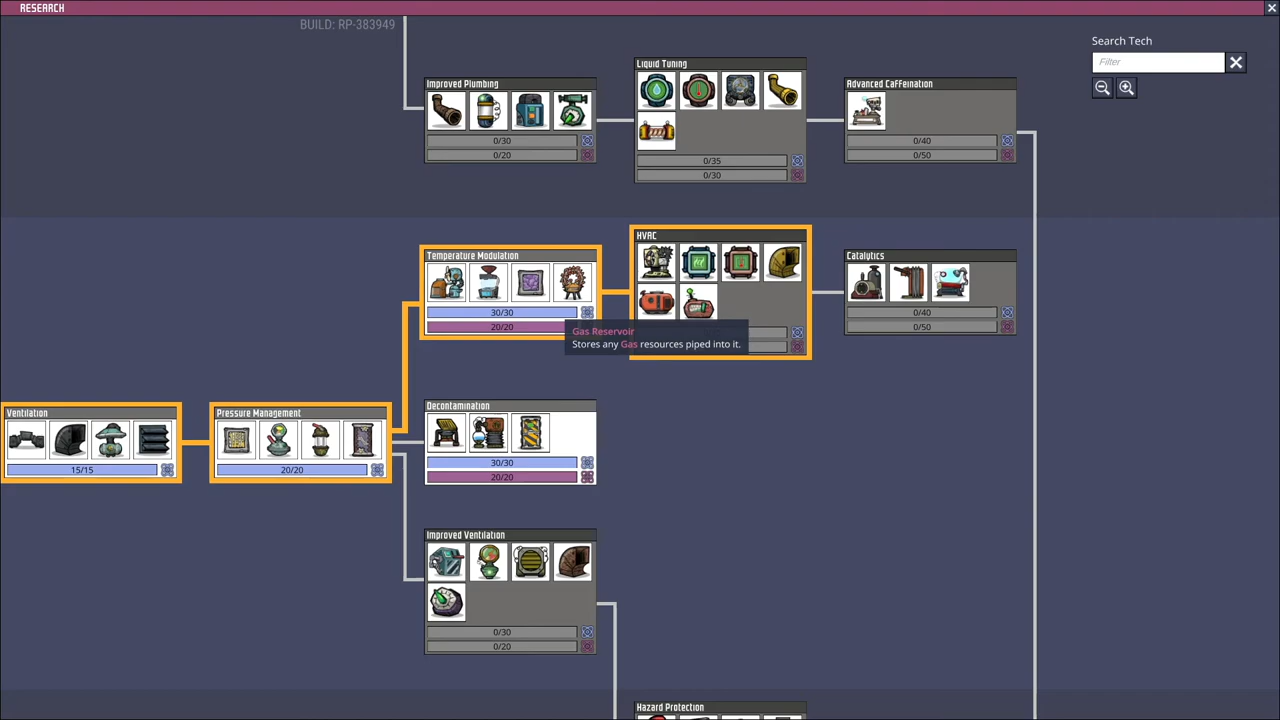 RESEARCH
BUILD: RP-383949
Search Tech
Filter
Improved Plumbing
0/30
0/20
Liquid Tuning
0/35
0/30
Advanced Caffeination
0/40
0/50
Temperature Modulation
30/30
20/20
HVAC
Gas Reservoir
Stores any Gas resources piped into it.
Catalytics
0/40
0/50
Ventilation
15/15
Pressure Management
20/20
Decontamination
30/30
20/20
Improved Ventilation
0/30
0/20
Hazard Protection